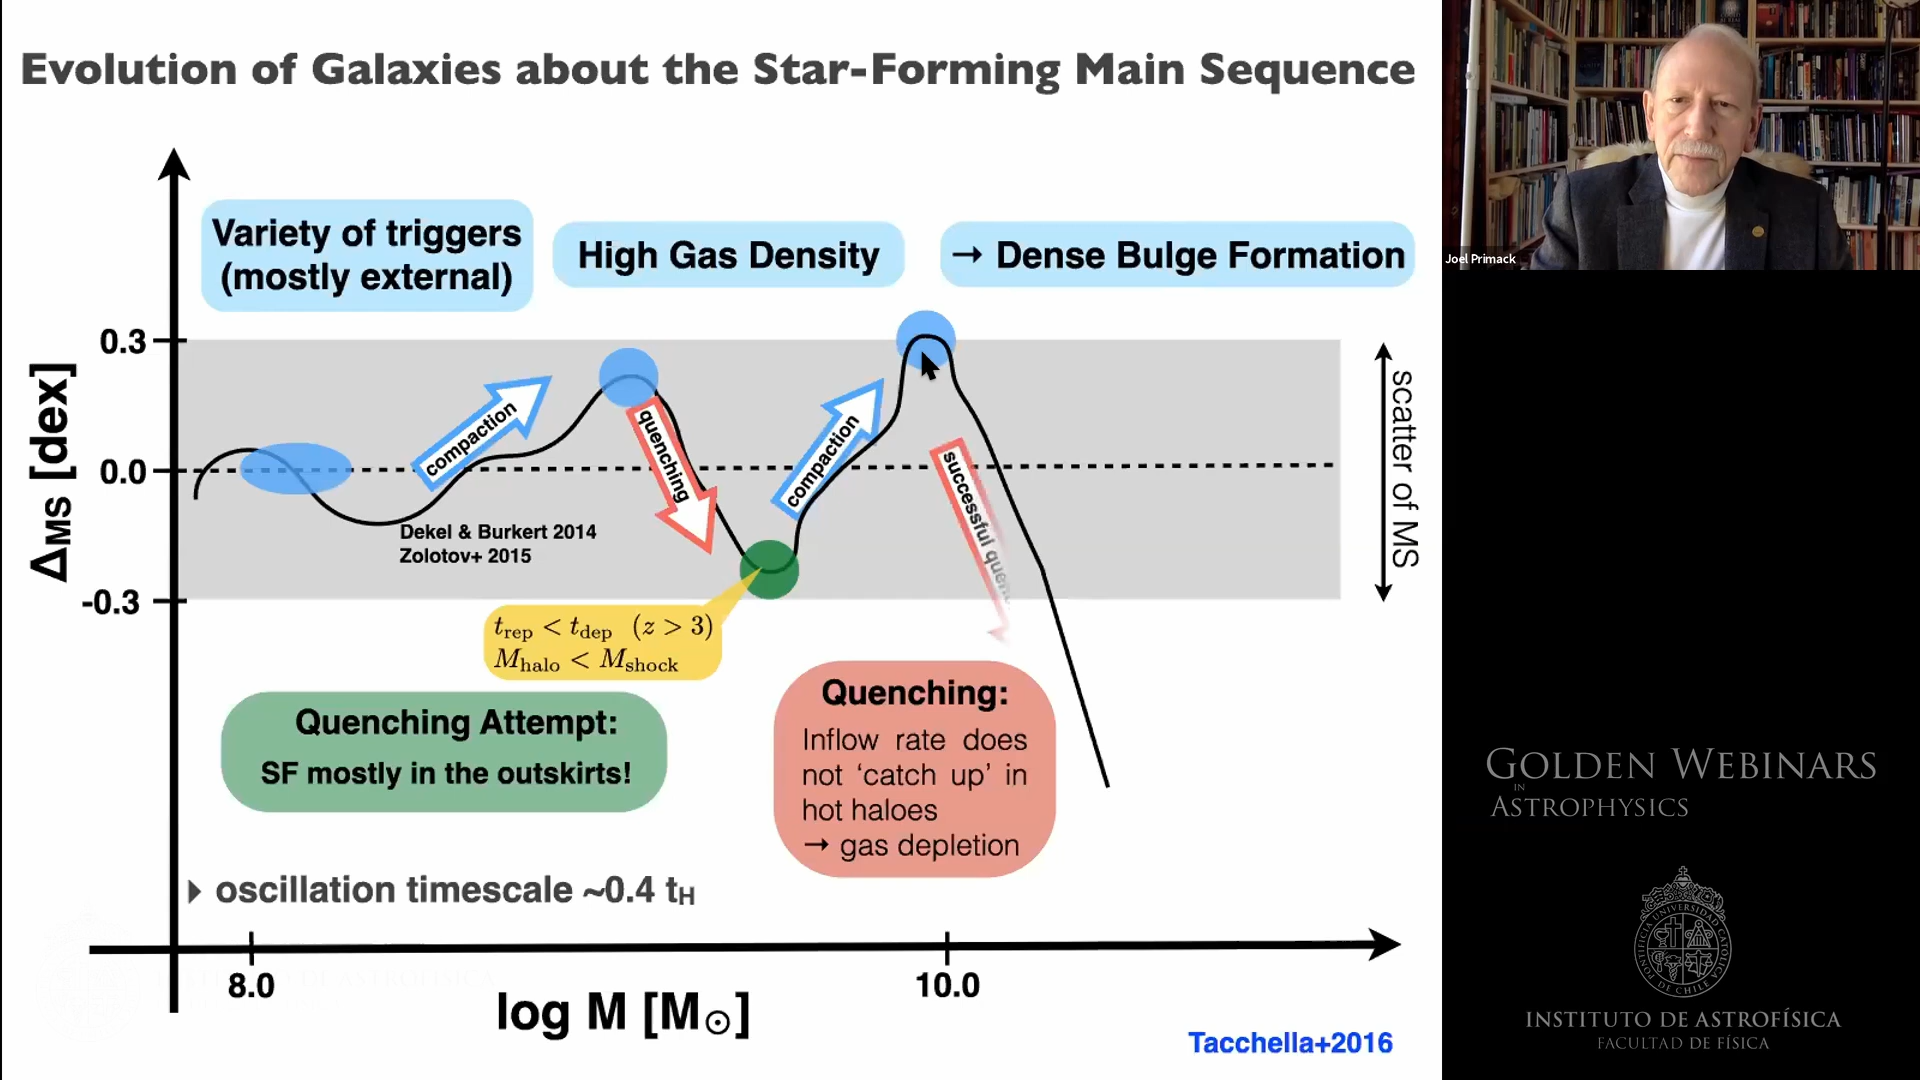 Evolution of Galaxies about the Star-Forming Main Sequence
Joel Primack
Variety of triggers
(mostly external)
High Gas Density
→ Dense Bulge Formation
0.3
0.0
-0.3
ΔMS [dex]
scatter of MS
compaction
quenching
compaction
successful
Dekel & Burkert 2014
Zolotov+ 2015
t_rep < t_dep (z > 3)
M_halo < M_shock
Quenching Attempt:
SF mostly in the outskirts!
Quenching:
Inflow rate does
not ‘catch up’ in
hot haloes
→ gas depletion
oscillation timescale ~0.4 tH
8.0
10.0
log M [M⊙]
Tacchella+2016
GOLDEN WEBINARS
IN
ASTROPHYSICS
INSTITUTO DE ASTROFÍSICA
FACULTAD DE FÍSICA